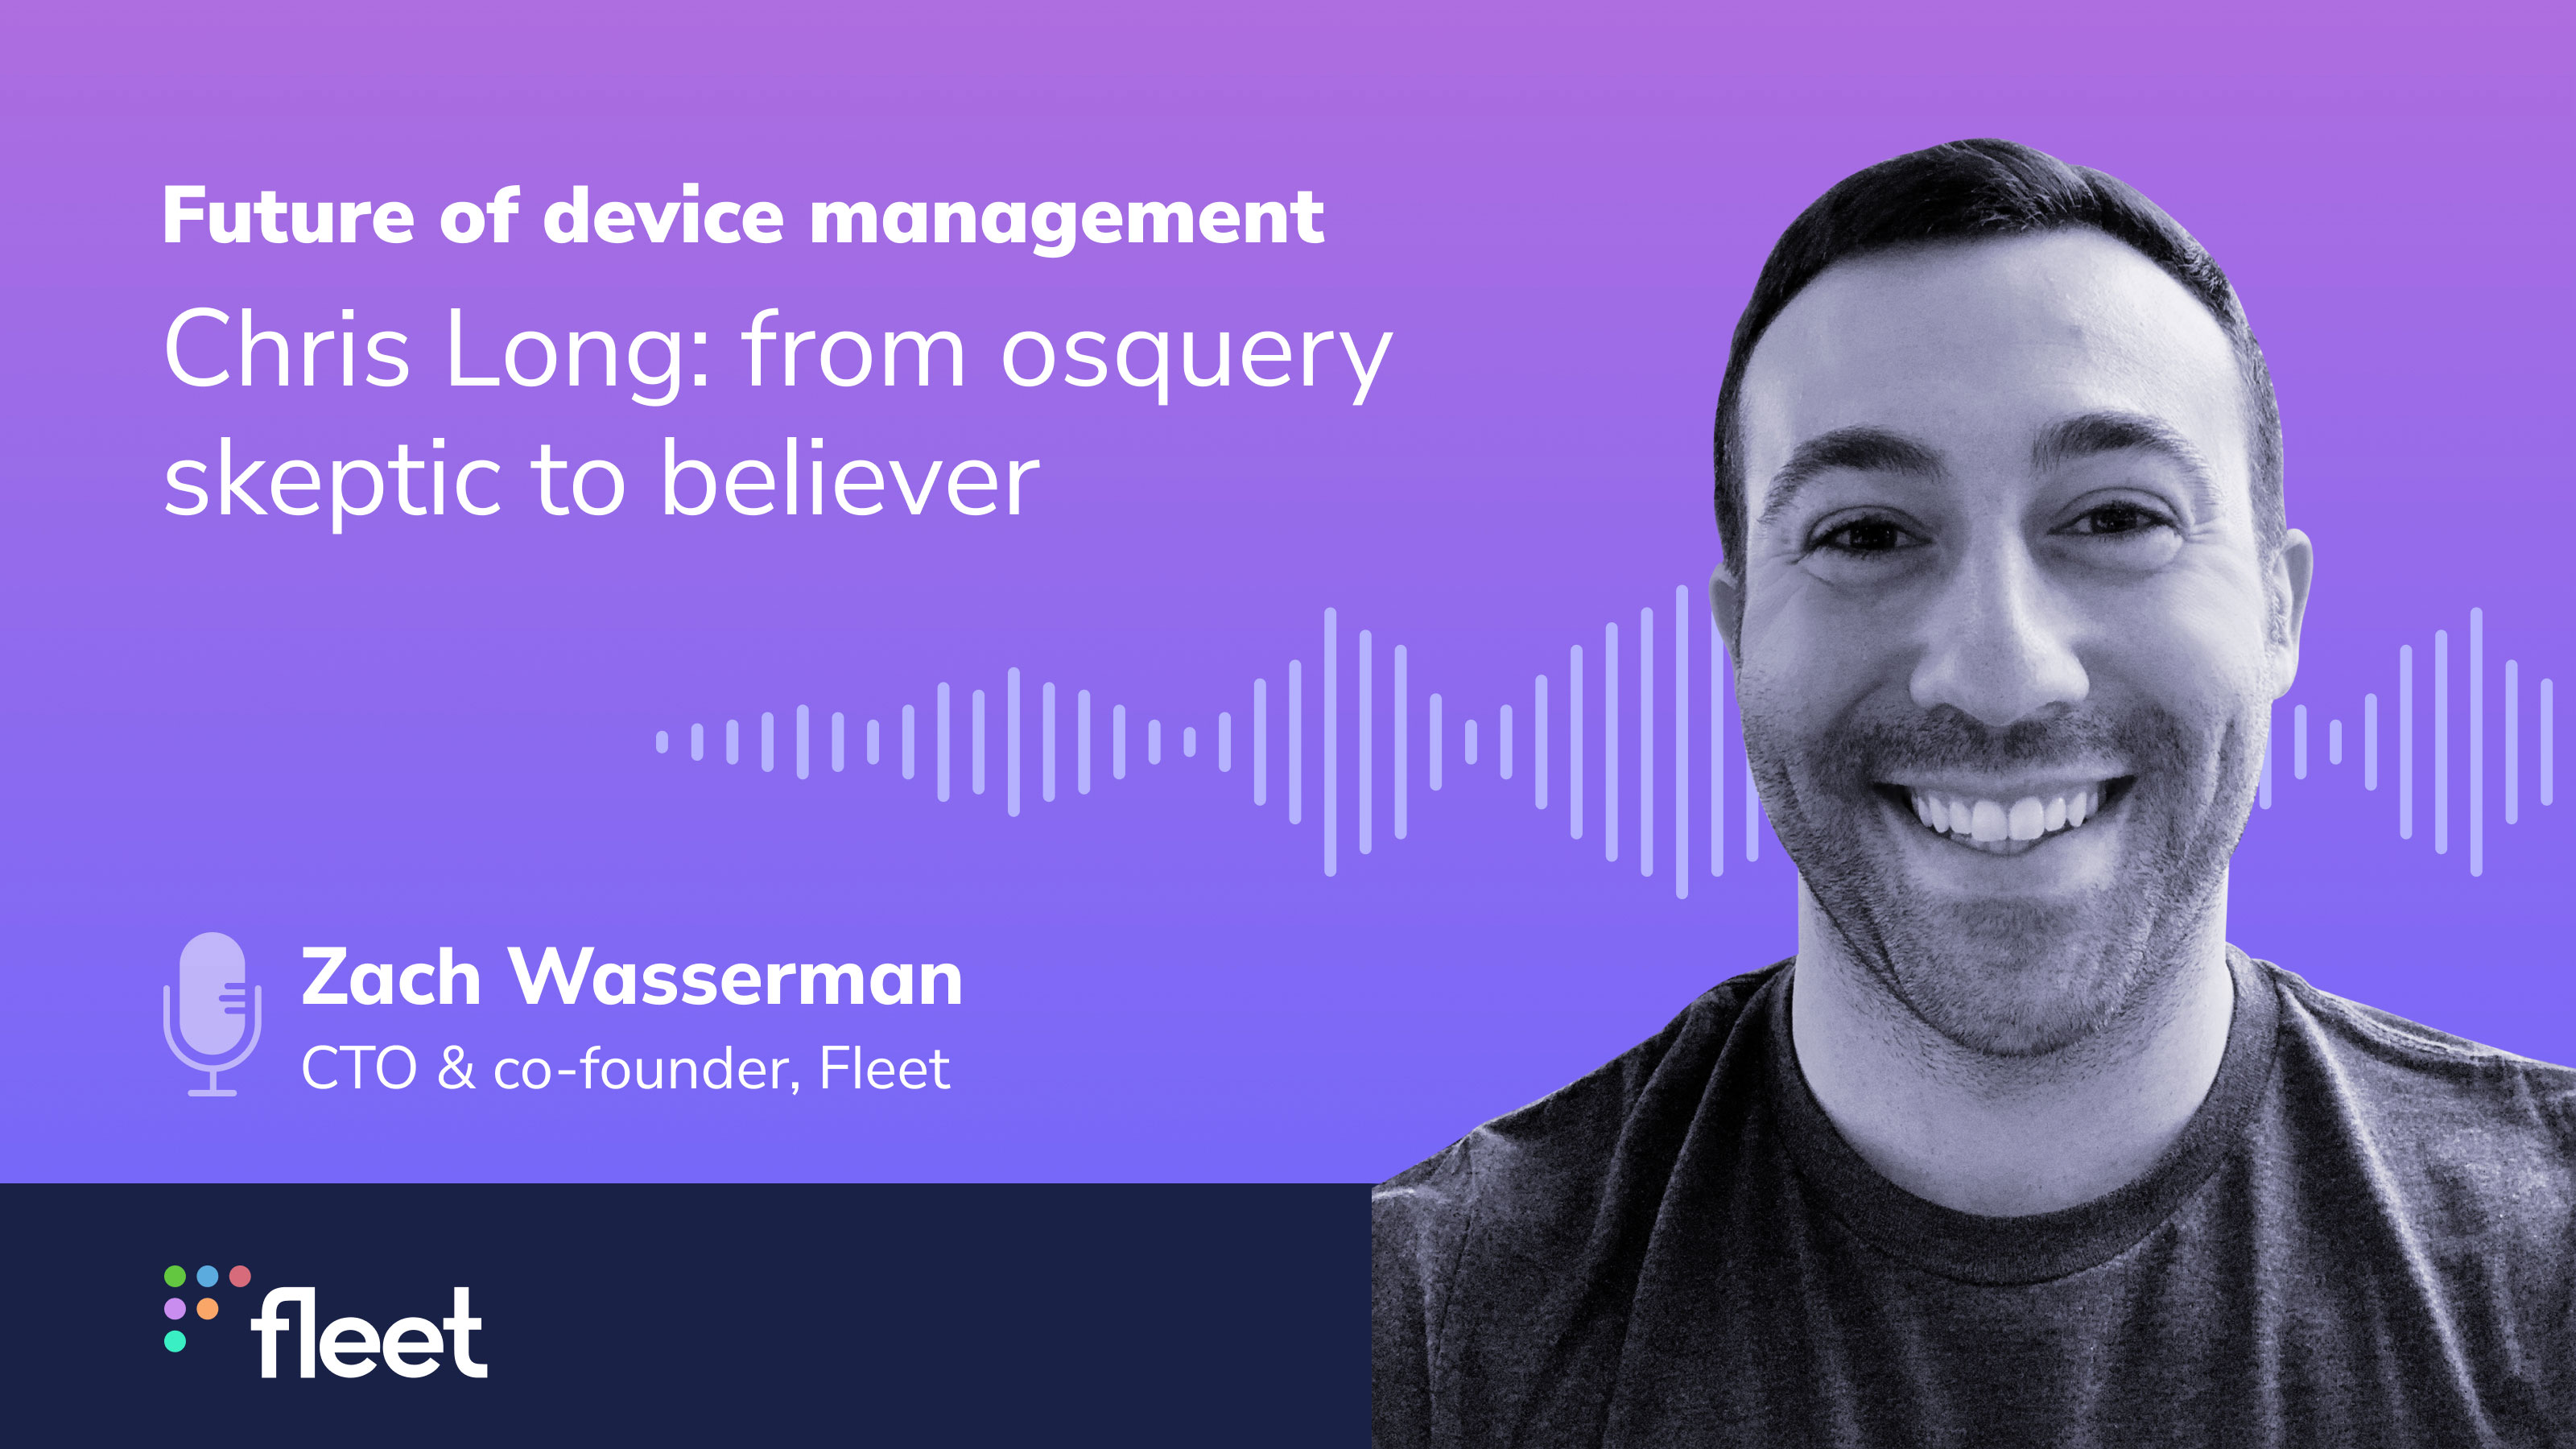 Future of device management
Chris Long: from osquery
skeptic to believer
Zach Wasserman
CTO & co-founder, Fleet
fleet